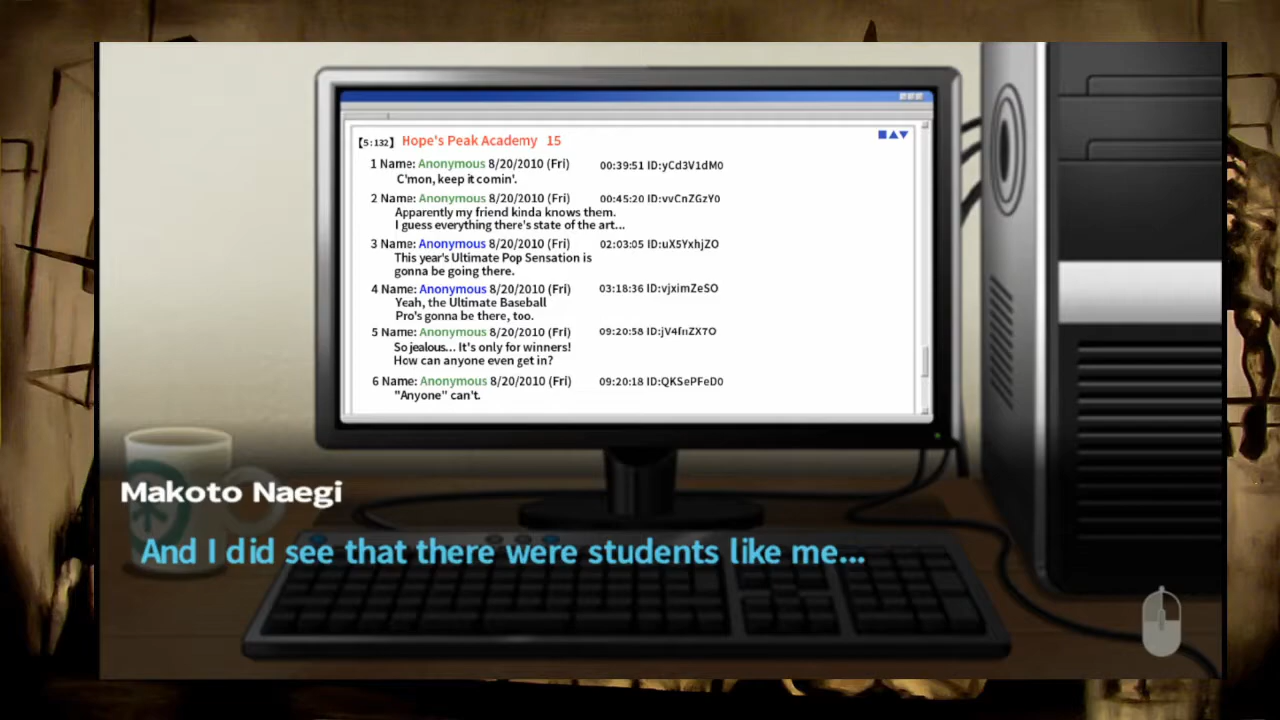 【5:132】 Hope's Peak Academy 15
1 Name: Anonymous 8/20/2010 (Fri) 00:39:51 ID:yCd3V1dM0
C'mon, keep it comin'.
2 Name: Anonymous 8/20/2010 (Fri) 00:45:20 ID:vvCnZGzY0
Apparently my friend kinda knows them.
I guess everything there's state of the art...
3 Name: Anonymous 8/20/2010 (Fri) 02:03:05 ID:uX5YxhjZO
This year's Ultimate Pop Sensation is
gonna be going there.
4 Name: Anonymous 8/20/2010 (Fri) 03:18:36 ID:vjximZeSO
Yeah, the Ultimate Baseball
Pro's gonna be there, too.
5 Name: Anonymous 8/20/2010 (Fri) 09:20:58 ID:jV4fnZX7O
So jealous... It's only for winners!
How can anyone even get in?
6 Name: Anonymous 8/20/2010 (Fri) 09:20:18 ID:QKSePFeD0
"Anyone" can't.
Makoto Naegi
And I did see that there were students like me...